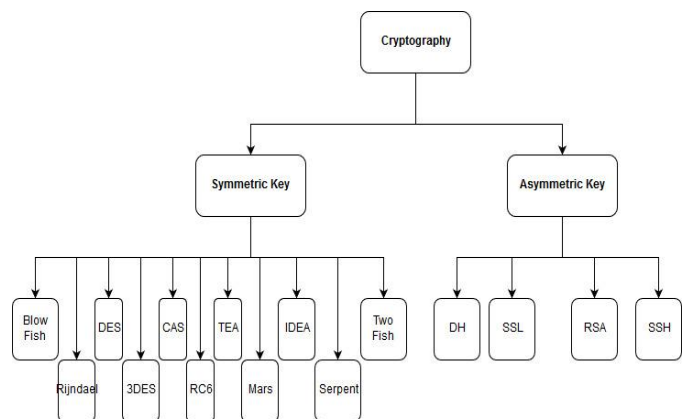 Cryptography
Symmetric Key
Asymmetric Key
Blow
Fish
DES
CAS
TEA
IDEA
Two
Fish
DH
SSL
RSA
SSH
Rijndael
3DES
RC6
Mars
Serpent